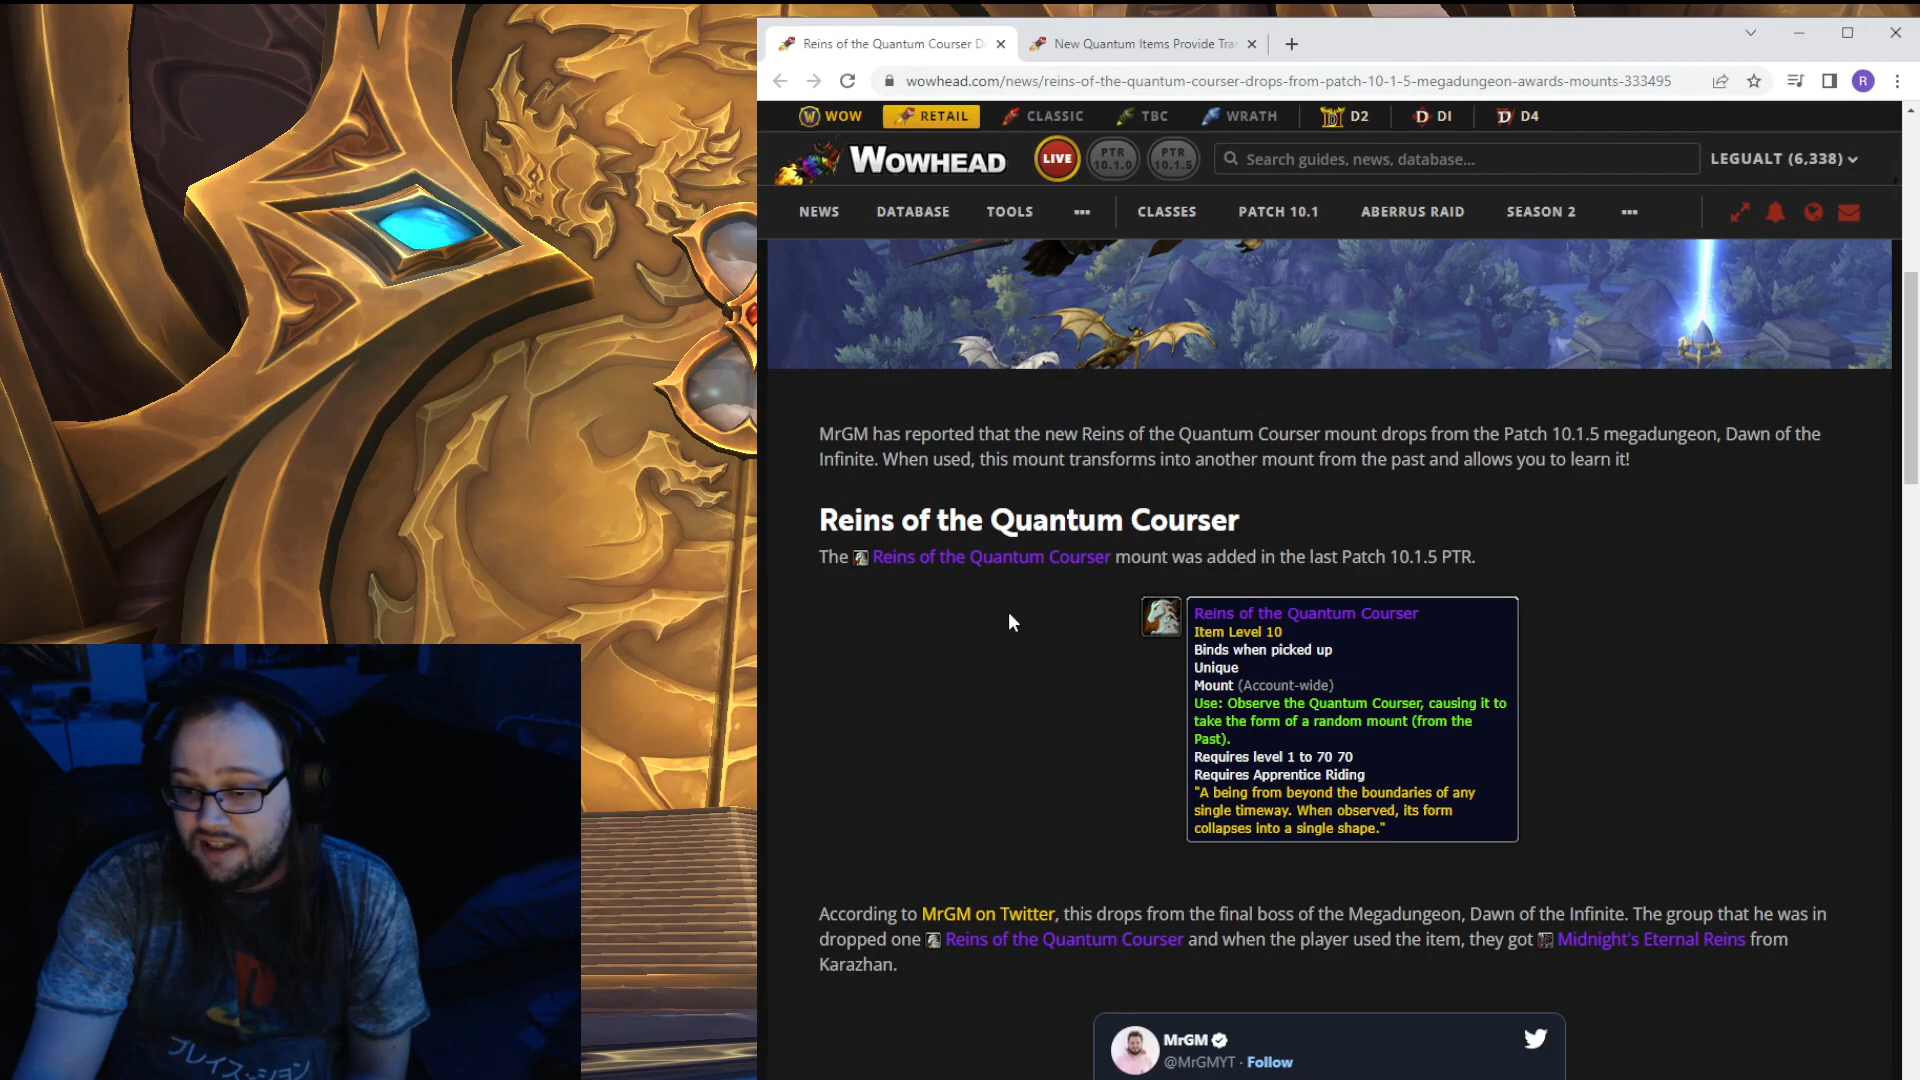 Reins of the Quantum Courser D
New Quantum Items Provide Tra
wowhead.com/news/reins-of-the-quantum-courser-drops-from-patch-10-1-5-megadungeon-awards-mounts-333495
R
WOW RETAIL CLASSIC TBC WRATH D2 DI D4
WOWHEAD
LIVE
PTR 10.1.0
PTR 10.1.5
Search guides, news, database...
LEGUALT (6,338)
NEWS DATABASE TOOLS ... CLASSES PATCH 10.1 ABERRUS RAID SEASON 2 ...
MrGM has reported that the new Reins of the Quantum Courser mount drops from the Patch 10.1.5 megadungeon, Dawn of the
Infinite. When used, this mount transforms into another mount from the past and allows you to learn it!
Reins of the Quantum Courser
The Reins of the Quantum Courser mount was added in the last Patch 10.1.5 PTR.
Reins of the Quantum Courser
Item Level 10
Binds when picked up
Unique
Mount (Account-wide)
Use: Observe the Quantum Courser, causing it to
take the form of a random mount (from the
Past).
Requires level 1 to 70 70
Requires Apprentice Riding
"A being from beyond the boundaries of any
single timeway. When observed, its form
collapses into a single shape."
According to MrGM on Twitter, this drops from the final boss of the Megadungeon, Dawn of the Infinite. The group that he was in
dropped one Reins of the Quantum Courser and when the player used the item, they got Midnight's Eternal Reins from
Karazhan.
MrGM
@MrGMYT · Follow
プレイステーション